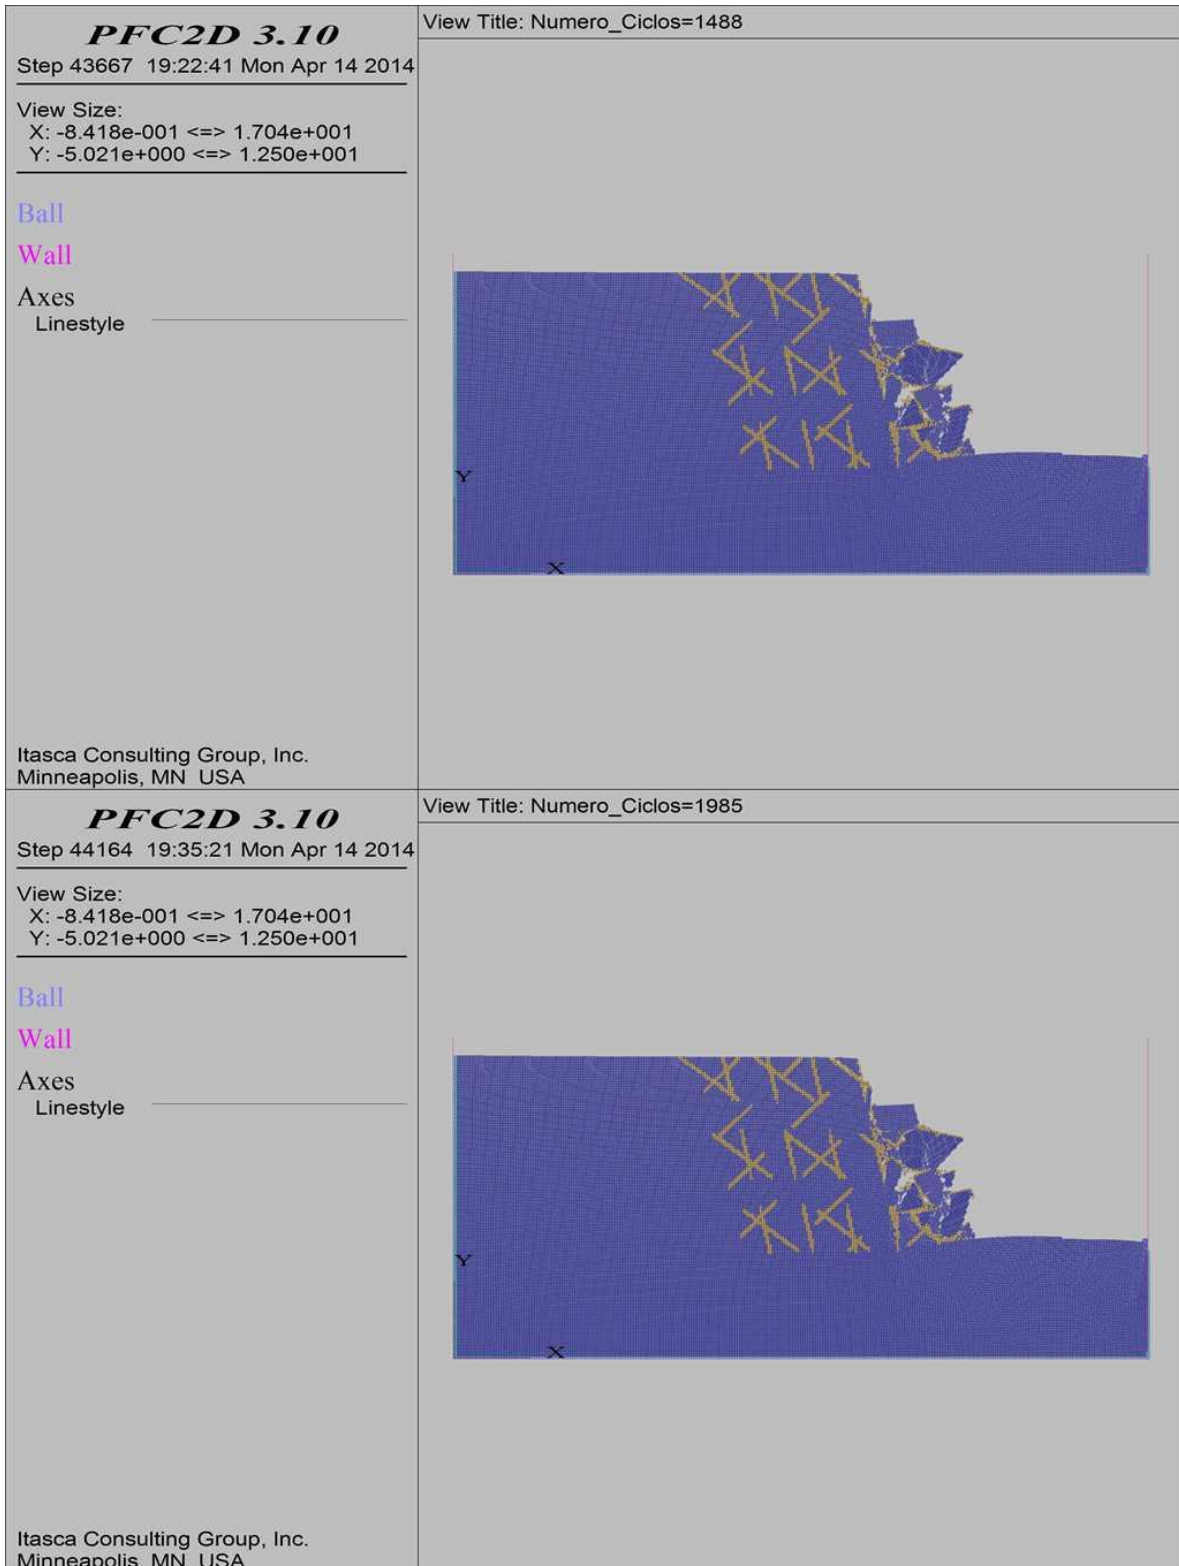 PFC2D 3.10
Step 43667 19:22:41 Mon Apr 14 2014
View Size:
X: -8.418e-001 <=> 1.704e+001
Y: -5.021e+000 <=> 1.250e+001
Ball
Wall
Axes
Linestyle
Itasca Consulting Group, Inc.
Minneapolis, MN USA
View Title: Numero_Ciclos=1488
Y
X
PFC2D 3.10
Step 44164 19:35:21 Mon Apr 14 2014
View Size:
X: -8.418e-001 <=> 1.704e+001
Y: -5.021e+000 <=> 1.250e+001
Ball
Wall
Axes
Linestyle
Itasca Consulting Group, Inc.
Minneapolis, MN USA
View Title: Numero_Ciclos=1985
Y
X